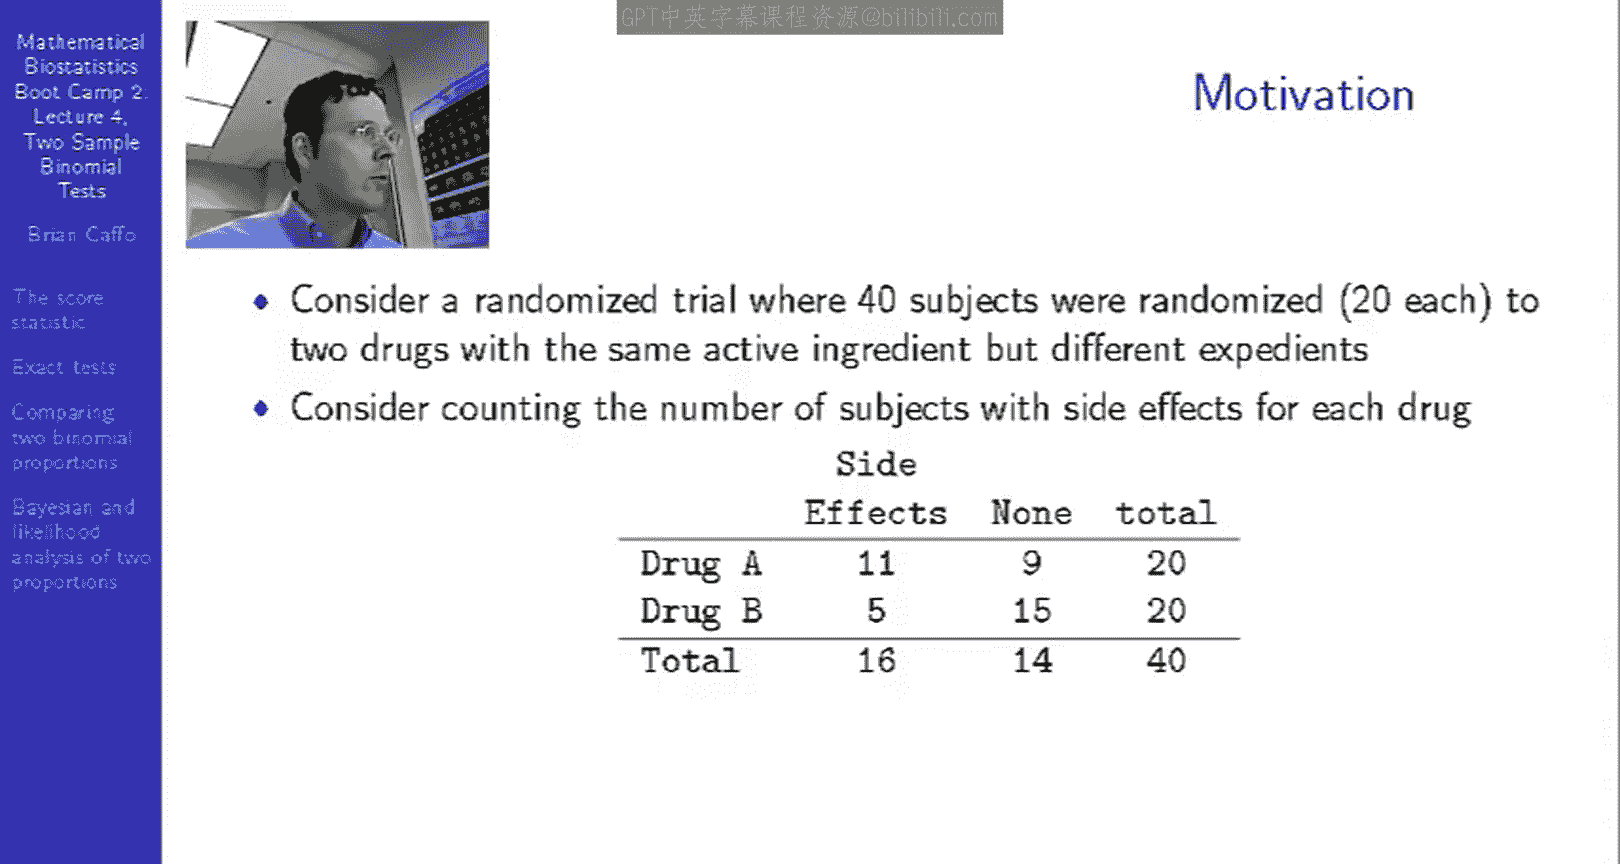 GPT中英字幕课程资源@bilibili.com
Mathematical
Biostatistics
Boot Camp 2:
Lecture 4,
Two Sample
Binomial
Tests
Brian Caffo
The score
statistic
Exact tests
Comparing
two binomial
proportions
Bayesian and
likelihood
analysis of two
proportions
Motivation
• Consider a randomized trial where 40 subjects were randomized (20 each) to
two drugs with the same active ingredient but different expedients
• Consider counting the number of subjects with side effects for each drug
Side
Effects None total
Drug A 11 9 20
Drug B 5 15 20
Total 16 14 40